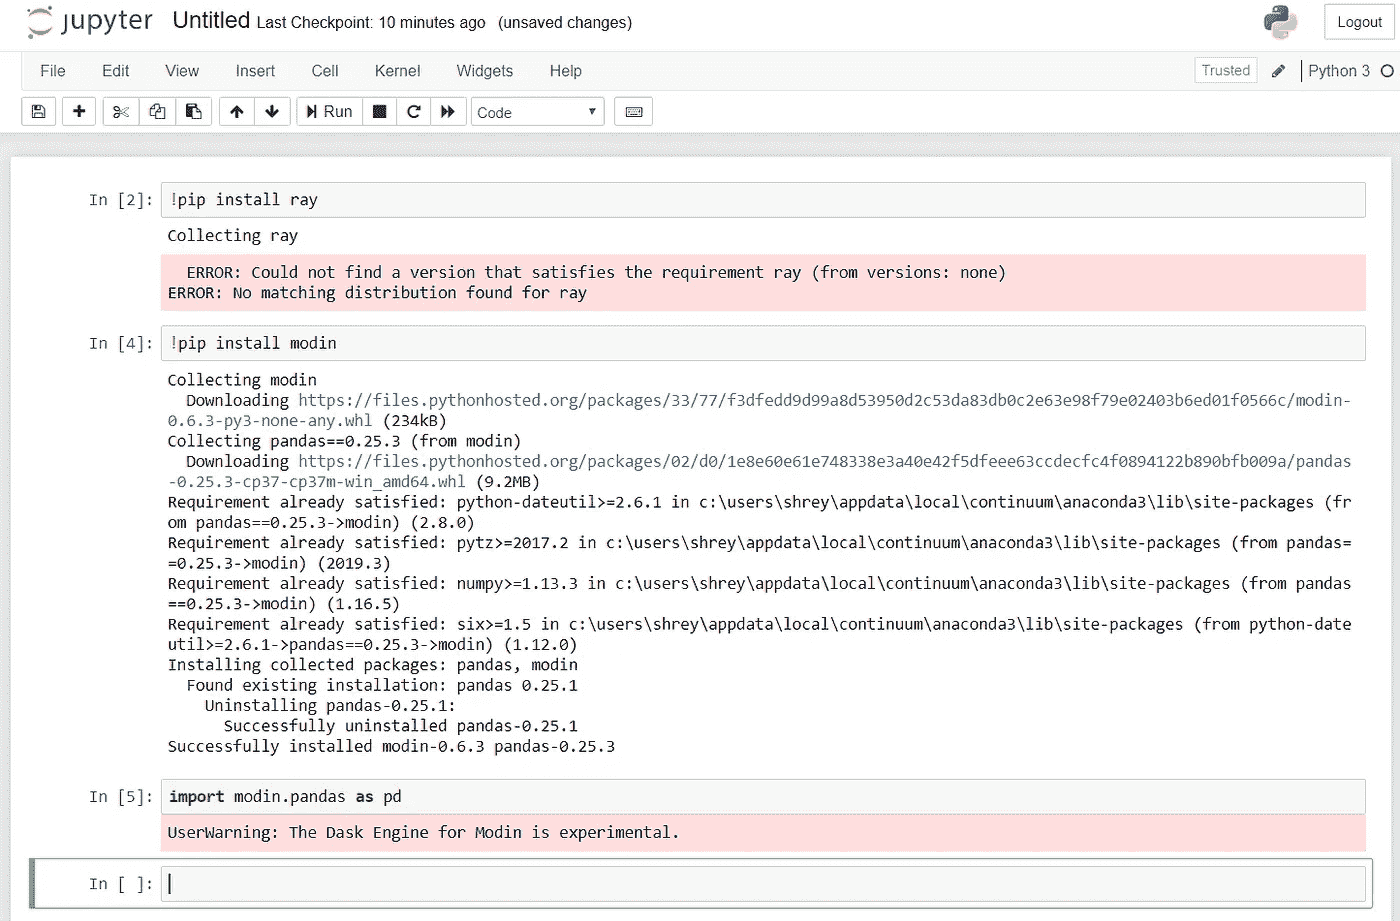 jupyter Untitled Last Checkpoint: 10 minutes ago (unsaved changes) Logout
File Edit View Insert Cell Kernel Widgets Help Trusted Python 3
Run Code
In [2]: !pip install ray
Collecting ray
ERROR: Could not find a version that satisfies the requirement ray (from versions: none)
ERROR: No matching distribution found for ray
In [4]: !pip install modin
Collecting modin
Downloading https://files.pythonhosted.org/packages/33/77/f3dfedd9d99a8d53950d2c53da83db0c2e63e98f79e02403b6ed01f0566c/modin-
0.6.3-py3-none-any.whl (234kB)
Collecting pandas==0.25.3 (from modin)
Downloading https://files.pythonhosted.org/packages/02/d0/1e8e60e61e748338e3a40e42f5dfeee63ccdecfc4f0894122b890bfb009a/pandas
-0.25.3-cp37-cp37m-win_amd64.whl (9.2MB)
Requirement already satisfied: python-dateutil>=2.6.1 in c:\users\shrey\appdata\local\continuum\anaconda3\lib\site-packages (fr
om pandas==0.25.3->modin) (2.8.0)
Requirement already satisfied: pytz>=2017.2 in c:\users\shrey\appdata\local\continuum\anaconda3\lib\site-packages (from pandas=
=0.25.3->modin) (2019.3)
Requirement already satisfied: numpy>=1.13.3 in c:\users\shrey\appdata\local\continuum\anaconda3\lib\site-packages (from pandas
==0.25.3->modin) (1.16.5)
Requirement already satisfied: six>=1.5 in c:\users\shrey\appdata\local\continuum\anaconda3\lib\site-packages (from python-date
util>=2.6.1->pandas==0.25.3->modin) (1.12.0)
Installing collected packages: pandas, modin
Found existing installation: pandas 0.25.1
Uninstalling pandas-0.25.1:
Successfully uninstalled pandas-0.25.1
Successfully installed modin-0.6.3 pandas-0.25.3
In [5]: import modin.pandas as pd
UserWarning: The Dask Engine for Modin is experimental.
In [ ]: